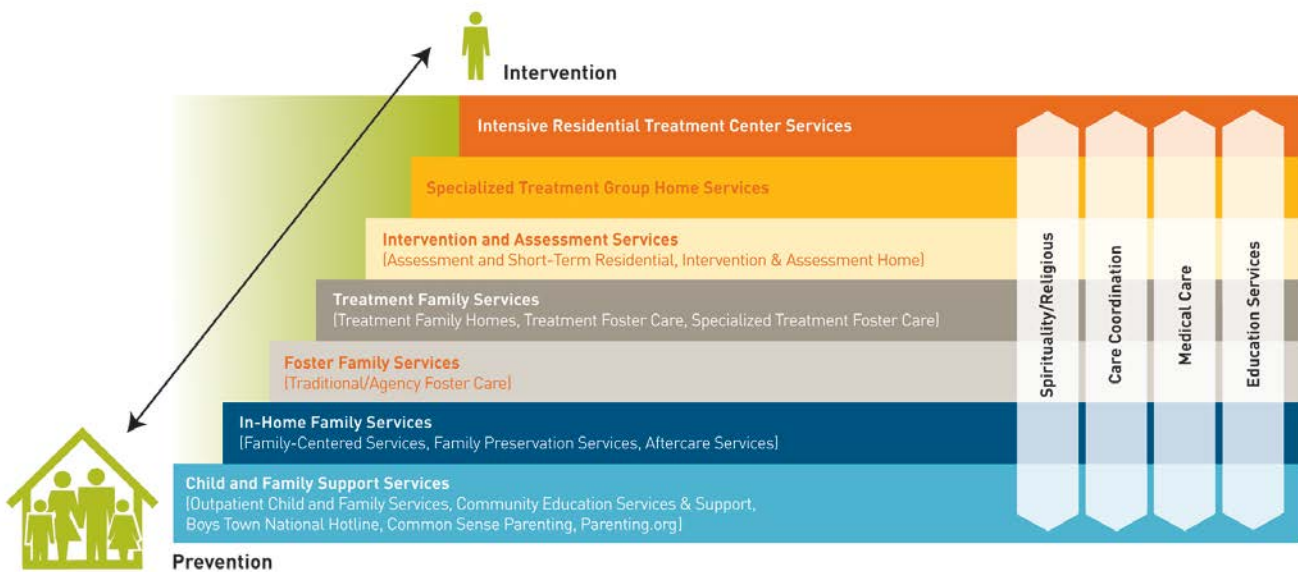 Intervention
Intensive Residential Treatment Center Services
Specialized Treatment Group Home Services
Intervention and Assessment Services
(Assessment and Short-Term Residential, Intervention & Assessment Home)
Treatment Family Services
(Treatment Family Homes, Treatment Foster Care, Specialized Treatment Foster Care)
Foster Family Services
(Traditional/Agency Foster Care)
In-Home Family Services
(Family-Centered Services, Family Preservation Services, Aftercare Services)
Child and Family Support Services
(Outpatient Child and Family Services, Community Education Services & Support,
Boys Town National Hotline, Common Sense Parenting, Parenting.org)
Prevention
Spirituality/Religious
Care Coordination
Medical Care
Education Services